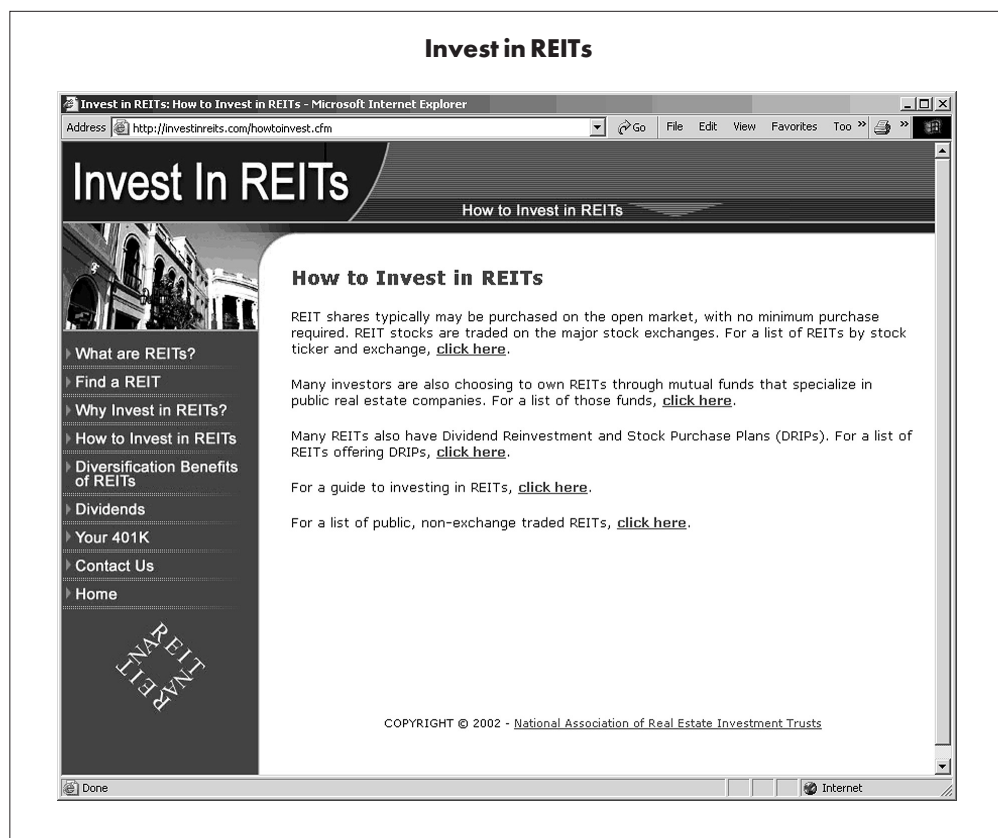 Invest in REITs
Invest in REITs: How to Invest in REITs - Microsoft Internet Explorer
Address http://investinreits.com/howtoinvest.cfm Go File Edit View Favorites Too » »
Invest In REITs
How to Invest in REITs
How to Invest in REITs
REIT shares typically may be purchased on the open market, with no minimum purchase
required. REIT stocks are traded on the major stock exchanges. For a list of REITs by stock
ticker and exchange, click here.
Many investors are also choosing to own REITs through mutual funds that specialize in
public real estate companies. For a list of those funds, click here.
Many REITs also have Dividend Reinvestment and Stock Purchase Plans (DRIPs). For a list of
REITs offering DRIPs, click here.
For a guide to investing in REITs, click here.
For a list of public, non-exchange traded REITs, click here.
What are REITs?
Find a REIT
Why Invest in REITs?
How to Invest in REITs
Diversification Benefits
of REITs
Dividends
Your 401K
Contact Us
Home
NAREIT
NAREIT
COPYRIGHT © 2002 - National Association of Real Estate Investment Trusts
Done Internet